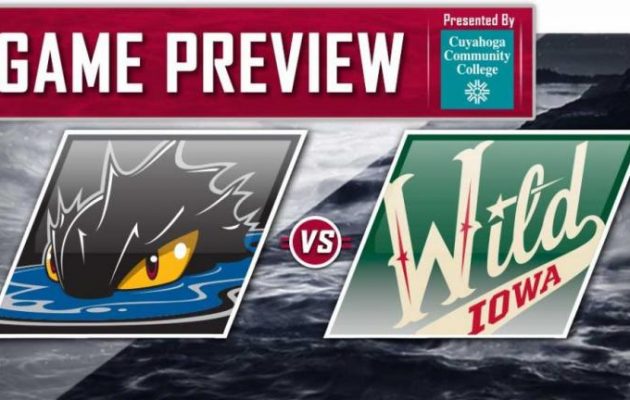 GAME PREVIEW
Presented By
Cuyahoga
Community
College
VS
Wild
IOWA